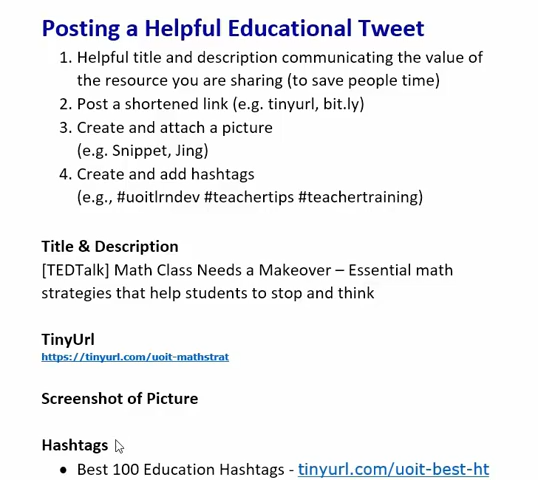 Posting a Helpful Educational Tweet
1. Helpful title and description communicating the value of
the resource you are sharing (to save people time)
2. Post a shortened link (e.g. tinyurl, bit.ly)
3. Create and attach a picture
(e.g. Snippet, Jing)
4. Create and add hashtags
(e.g., #uoitlrndev #teachertips #teachertraining)
Title & Description
[TEDTalk] Math Class Needs a Makeover – Essential math
strategies that help students to stop and think
TinyUrl
https://tinyurl.com/uoit-mathstrat
Screenshot of Picture
Hashtags
• Best 100 Education Hashtags - tinyurl.com/uoit-best-ht